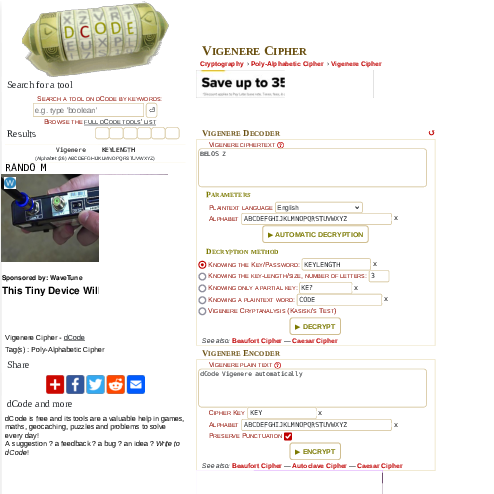 DCODE
Search for a tool
SEARCH A TOOL ON DCODE BY KEYWORDS:
e.g. type 'boolean'
BROWSE THE FULL DCODE TOOLS' LIST
Results
Vigenere KEYLENGTH
(Alphabet (26) ABCDEFGHIJKLMNOPQRSTUVWXYZ)
RANDO M
W
Sponsored by: WaveTune
This Tiny Device Will
Vigenere Cipher - dCode
Tag(s) : Poly-Alphabetic Cipher
Share
dCode and more
dCode is free and its tools are a valuable help in games,
maths, geocaching, puzzles and problems to solve
every day!
A suggestion ? a feedback ? a bug ? an idea ? Write to
dCode!
VIGENERE CIPHER
Cryptography › Poly-Alphabetic Cipher › Vigenere Cipher
Save up to 35
VIGENERE DECODER
VIGENERE CIPHERTEXT ?
BELOS 2
PARAMETERS
PLAINTEXT LANGUAGE English
ALPHABET ABCDEFGHIJKLMNOPQRSTUVWXYZ x
▶ AUTOMATIC DECRYPTION
DECRYPTION METHOD
KNOWING THE KEY/PASSWORD: KEYLENGTH x
KNOWING THE KEY-LENGTH/SIZE, NUMBER OF LETTERS: 3
KNOWING ONLY A PARTIAL KEY: KE? x
KNOWING A PLAINTEXT WORD: CODE x
VIGENERE CRYPTANALYSIS (KASISKI'S TEST)
▶ DECRYPT
See also: Beaufort Cipher — Caesar Cipher
VIGENERE ENCODER
VIGENERE PLAIN TEXT ?
dCode Vigenere automatically
CIPHER KEY KEY x
ALPHABET ABCDEFGHIJKLMNOPQRSTUVWXYZ x
PRESERVE PUNCTUATION
▶ ENCRYPT
See also: Beaufort Cipher — Autoclave Cipher — Caesar Cipher